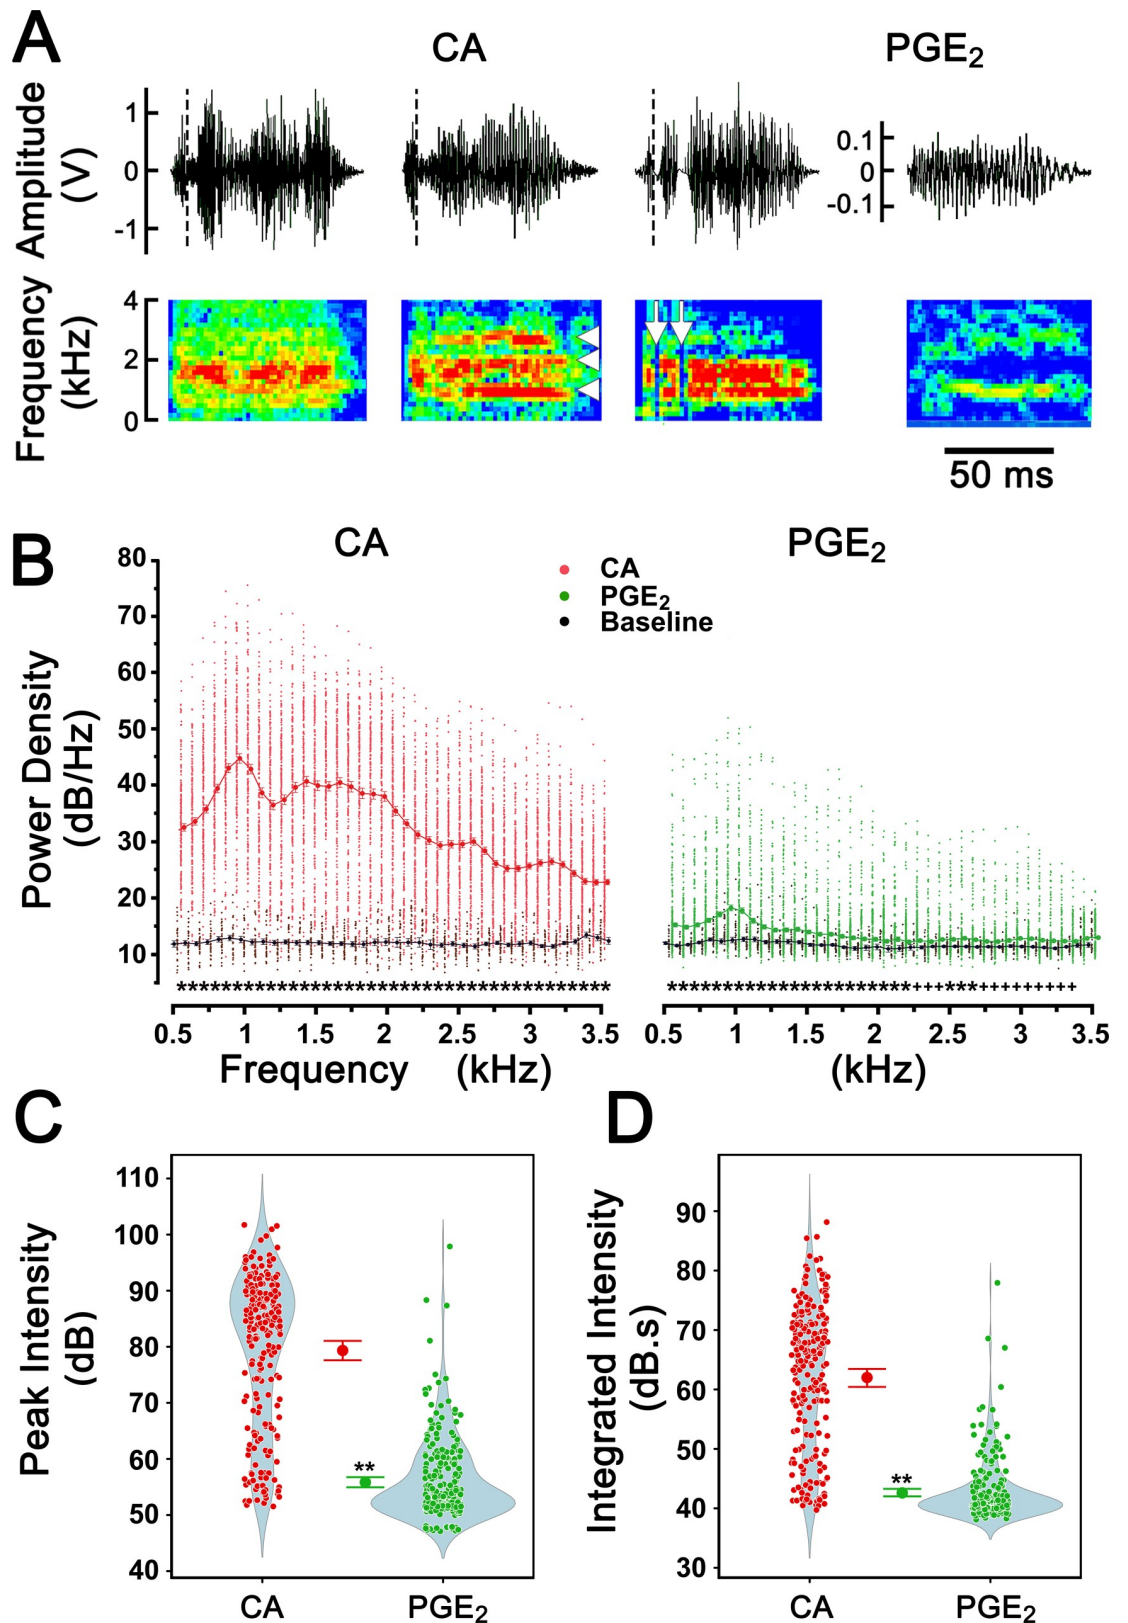 A
CA
PGE2
Amplitude
(V)
1
0
-1
0.1
0
-0.1
Frequency
(kHz)
4
2
0
50 ms
B
CA
PGE2
CA
PGE2
Baseline
Power Density
(dB/Hz)
80
70
60
50
40
30
20
10
***************************************
**********************+++***+++++++++
0.5 1 1.5 2 2.5 3 3.5
0.5 1 1.5 2 2.5 3 3.5
Frequency (kHz)
(kHz)
C
Peak Intensity
(dB)
110
100
90
80
70
60
50
40
**
CA
PGE2
D
Integrated Intensity
(dB.s)
90
80
70
60
50
40
30
**
CA
PGE2